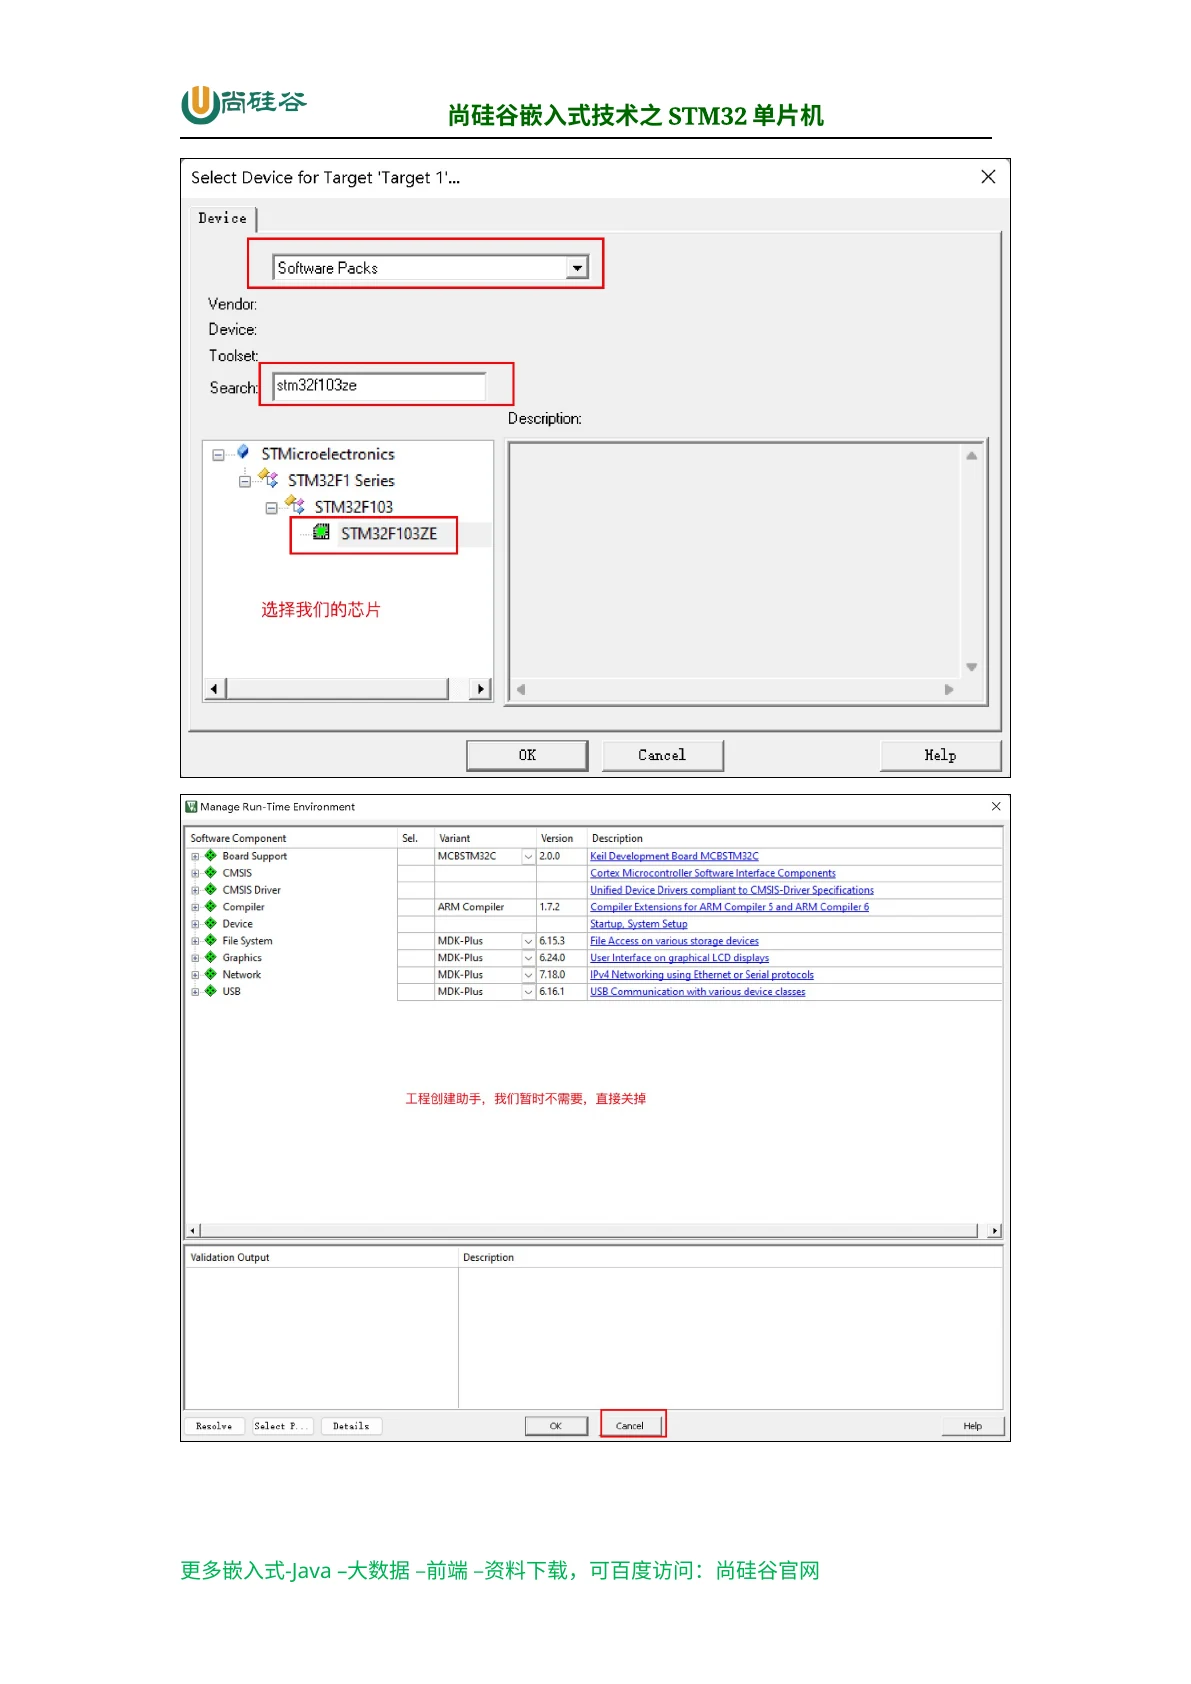 尚硅谷
尚硅谷嵌入式技术之 STM32 单片机
Select Device for Target 'Target 1'...
Device
Software Packs
Vendor:
Device:
Toolset:
Search: stm32f103ze
Description:
STMicroelectronics
STM32F1 Series
STM32F103
STM32F103ZE
选择我们的芯片
OK Cancel Help
Manage Run-Time Environment
Software Component Sel. Variant Version Description
Board Support MCBSTM32C 2.0.0 Keil Development Board MCBSTM32C
CMSIS Cortex Microcontroller Software Interface Components
CMSIS Driver Unified Device Drivers compliant to CMSIS-Driver Specifications
Compiler ARM Compiler 1.7.2 Compiler Extensions for ARM Compiler 5 and ARM Compiler 6
Device Startup, System Setup
File System MDK-Plus 6.15.3 File Access on various storage devices
Graphics MDK-Plus 6.24.0 User Interface on graphical LCD displays
Network MDK-Plus 7.18.0 IPv4 Networking using Ethernet or Serial protocols
USB MDK-Plus 6.16.1 USB Communication with various device classes
工程创建助手，我们暂时不需要，直接关掉
Validation Output Description
Resolve Select P... Details OK Cancel Help
更多嵌入式-Java –大数据 –前端 –资料下载，可百度访问：尚硅谷官网